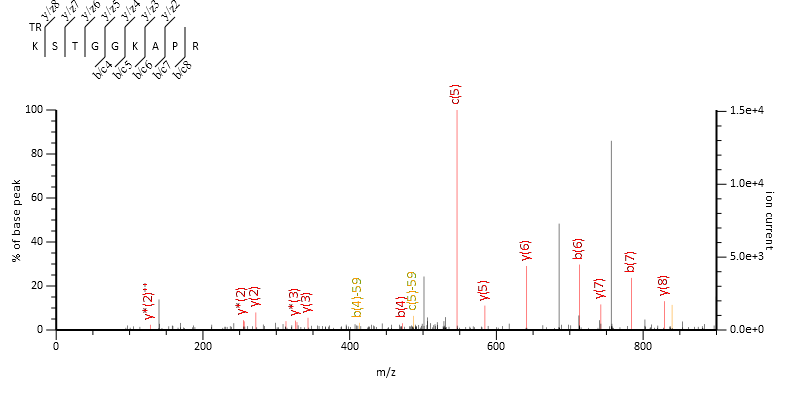 y/z8 y/z7 y/z6 y/z5 y/z4 y/z3 y/z2
TR
K S T G G K A P R
b/c4 b/c5 b/c6 b/c7 b/c8
% of base peak
100
80
60
40
20
0
y*(2)++
y*(2)
y(2)
y*(3)
y(3)
b(4)-59
b(4)
c(5)-59
c(5)
y(5)
y(6)
b(6)
y(7)
b(7)
y(8)
1.5e+4
1.0e+4
5.0e+3
0.0e+0
ion current
0 200 400 600 800
m/z